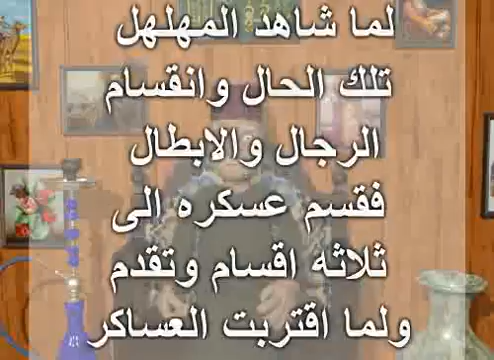 لما شاهد المهلهل
تلك الحال وانقسام
الرجال والابطال
فقسم عسكره الى
ثلاثه اقسام وتقدم
ولما اقتربت العساكر